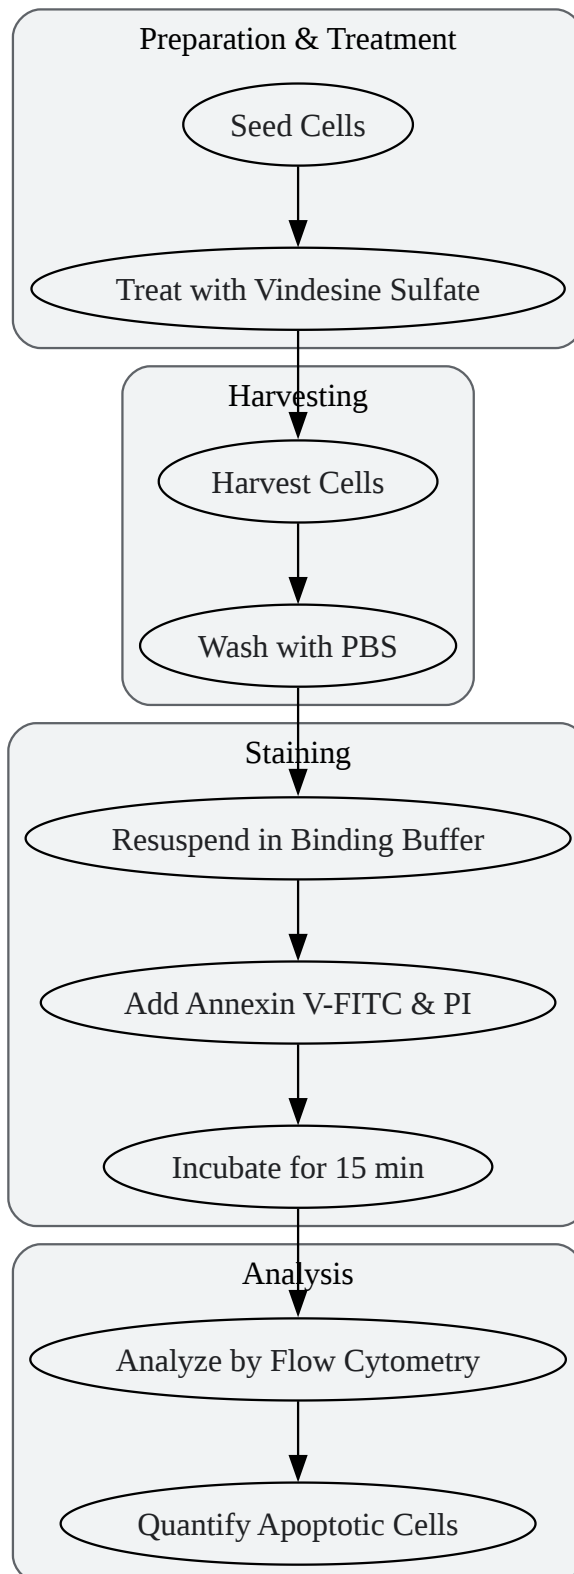 Preparation & Treatment
Seed Cells
Treat with Vindesine Sulfate
Harvesting
Harvest Cells
Wash with PBS
Staining
Resuspend in Binding Buffer
Add Annexin V-FITC & PI
Incubate for 15 min
Analysis
Analyze by Flow Cytometry
Quantify Apoptotic Cells